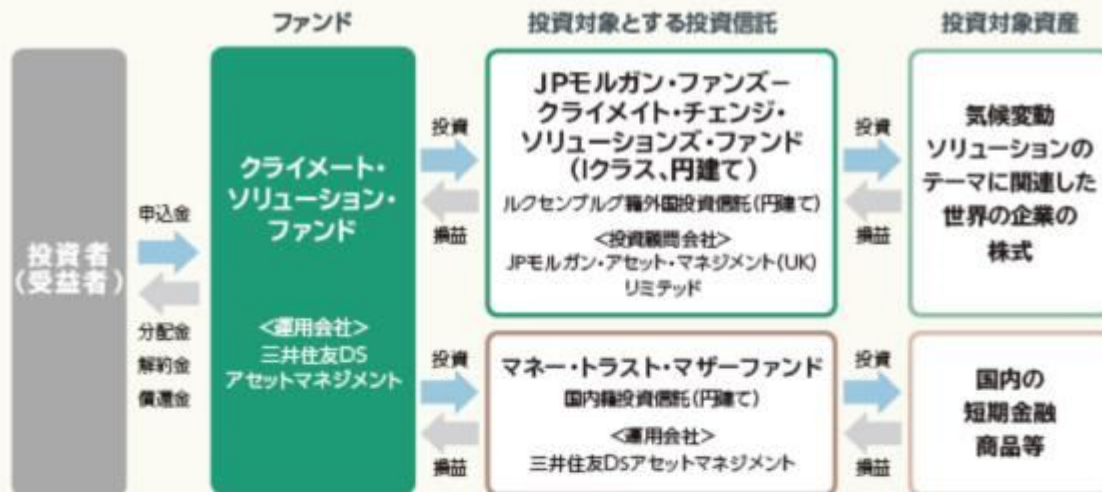 ファンド
投資対象とする投資信託
投資対象資産
投資者
(受益者)
申込金
分配金
解約金
償還金
クライメート・
ソリューション・
ファンド
<運用会社>
三井住友DS
アセットマネジメント
投資
損益
JPモルガン・ファンズー
クライメイト・チェンジ・
ソリューションズ・ファンド
(Iクラス、円建て)
ルクセンブルグ籍外国投資信託(円建て)
<投資顧問会社>
JPモルガン・アセット・マネジメント(UK)
リミテッド
投資
損益
気候変動
ソリューションの
テーマに関連した
世界の企業の
株式
投資
損益
マネー・トラスト・マザーファンド
国内籍投資信託(円建て)
<運用会社>
三井住友DSアセットマネジメント
投資
損益
国内の
短期金融
商品等